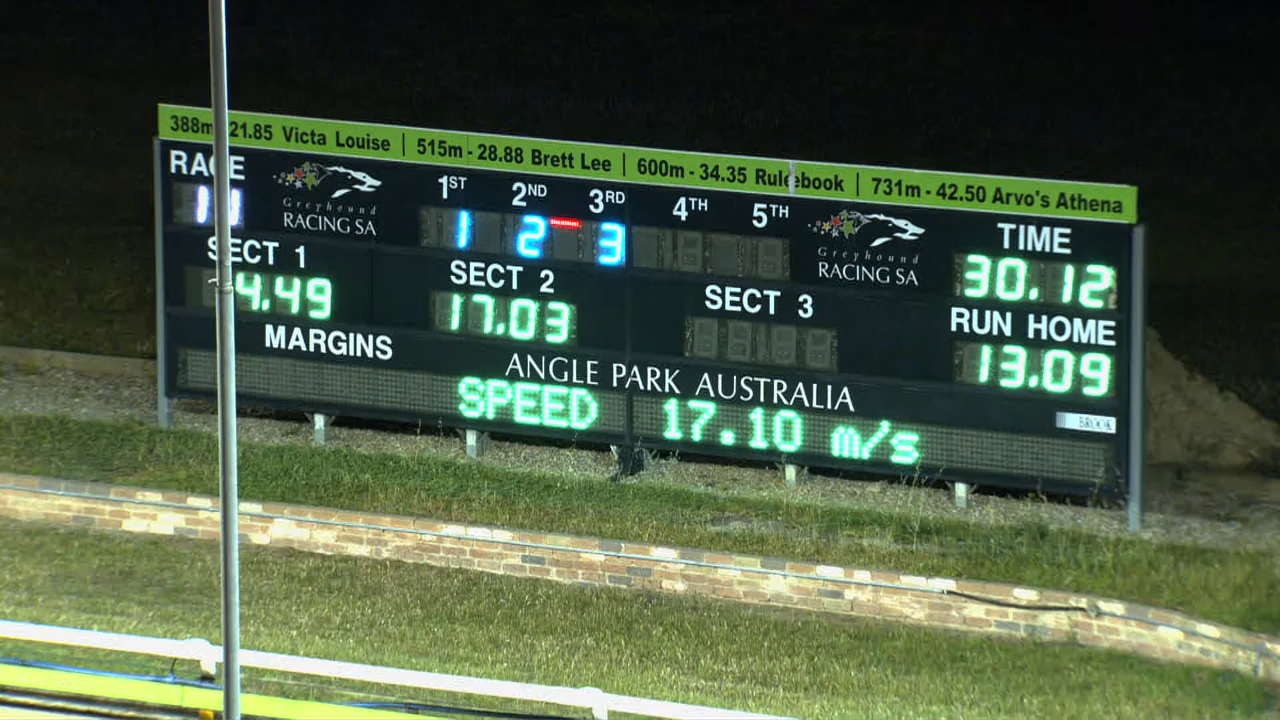 388m 21.85 Victa Louise | 515m - 28.88 Brett Lee | 600m - 34.35 Rulebook | 731m - 42.50 Arvo's Athena
RACE
11
Greyhound
RACING SA
1ST 2ND 3RD 4TH 5TH
1 2 3
Greyhound
RACING SA
TIME
30.12
SECT 1
4.49
SECT 2
17.03
SECT 3
RUN HOME
13.09
MARGINS
ANGLE PARK AUSTRALIA
SPEED 17.10 m/s